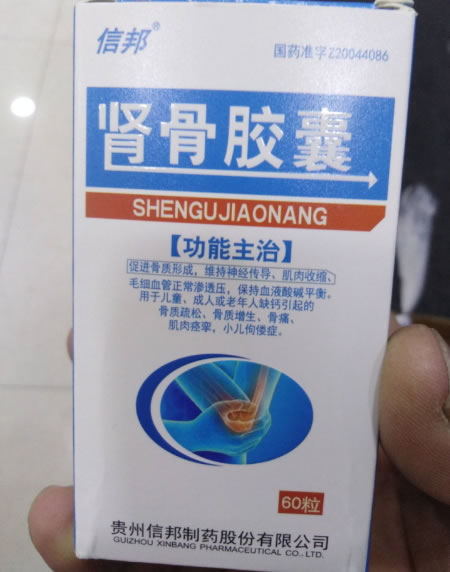 信邦®
国药准字Z20044086
肾骨胶囊
SHENGUJIAONANG
【功能主治】
促进骨质形成，维持神经传导、肌肉收缩、
毛细血管正常渗透压，保持血液酸碱平衡。
用于儿童、成人或老年人缺钙引起的
骨质疏松、骨质增生、骨痛、
肌肉痉挛，小儿佝偻症。
60粒
贵州信邦制药股份有限公司
GUIZHOU XINBANG PHARMACEUTICAL CO.,LTD.